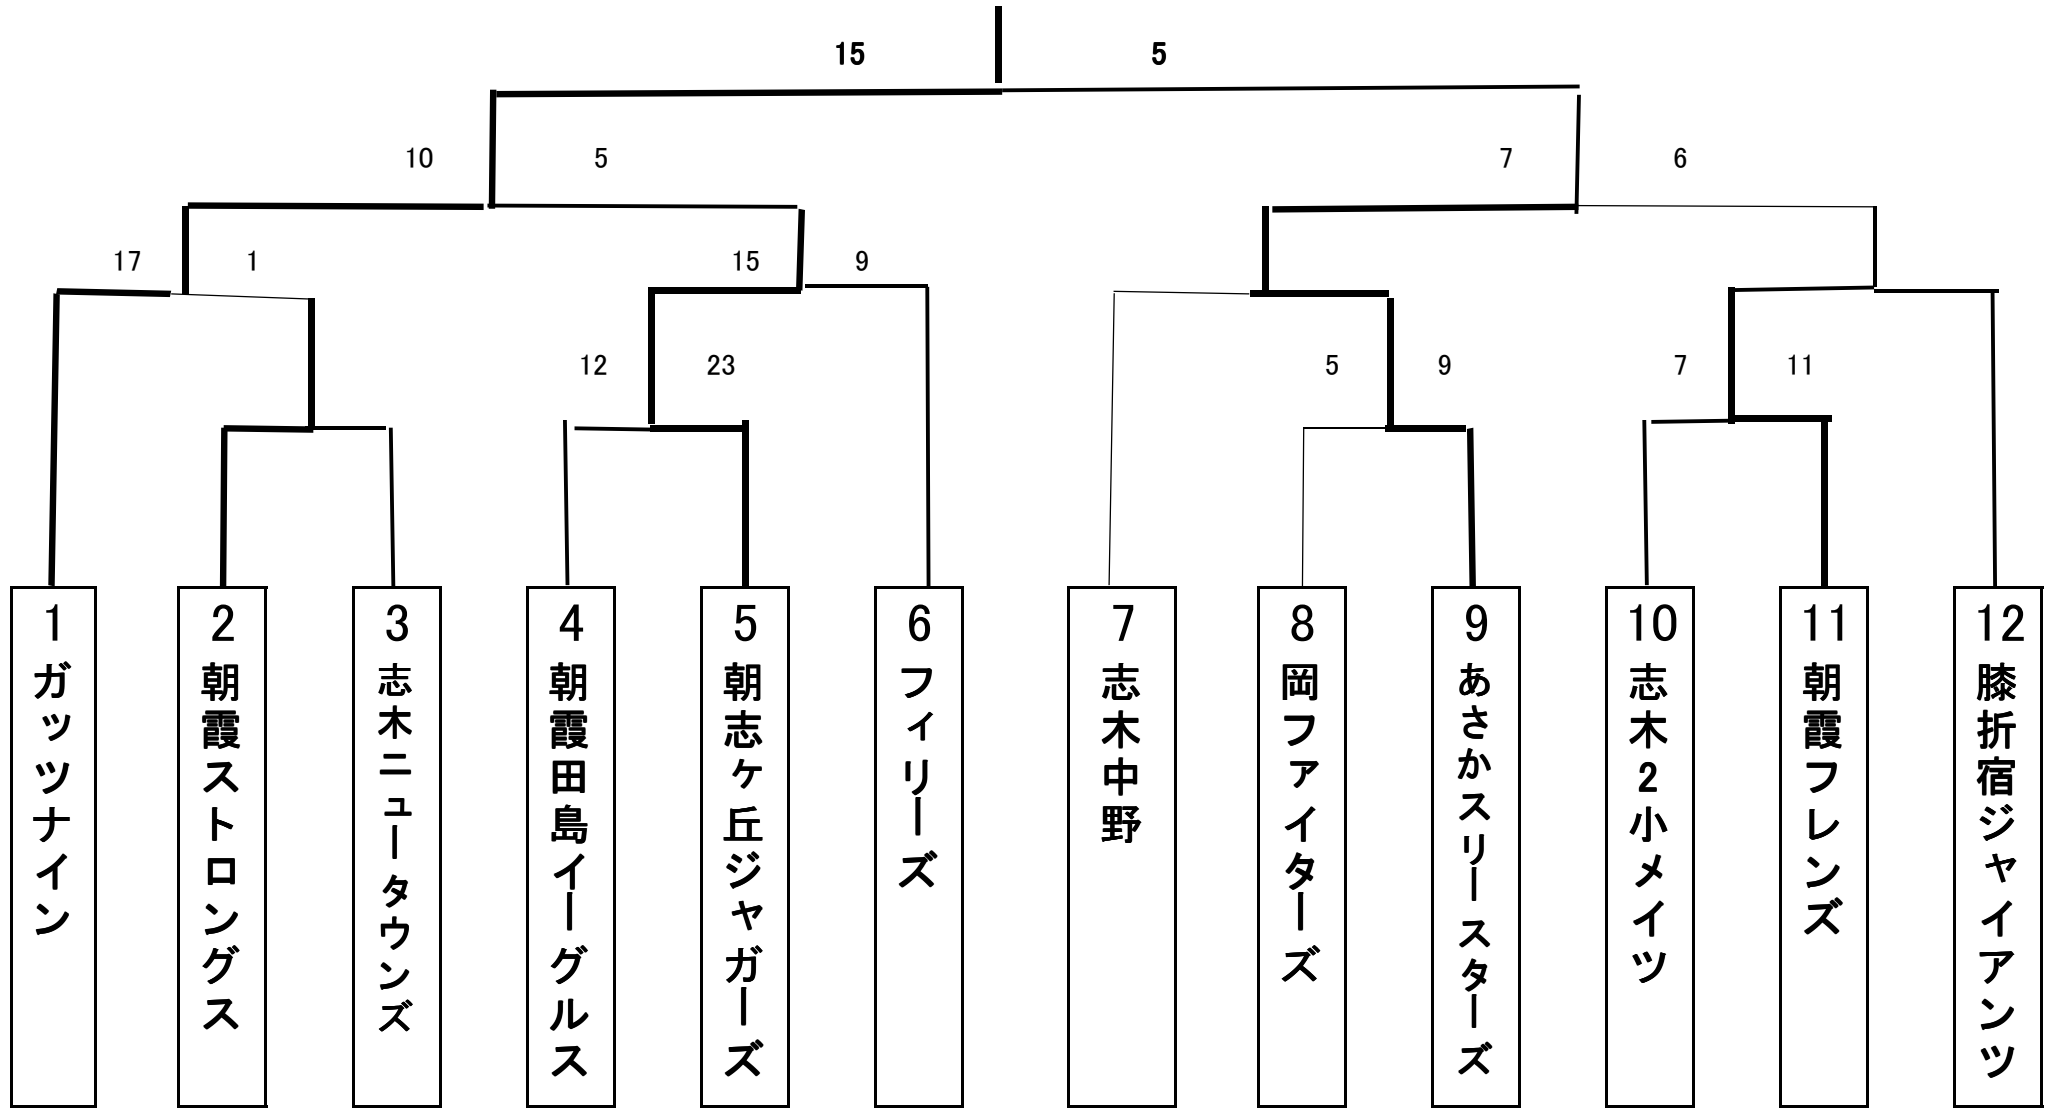 15 5
10 5 7 6
17 1 15 9
12 23 5 9 7 11
1 ガッツナイン
2 朝霞ストロングス
3 志木ニュータウンズ
4 朝霞田島イーグルス
5 朝志ヶ丘ジャガーズ
6 フィリーズ
7 志木中野
8 岡ファイターズ
9 あさかスリースターズ
10 志木2小メイツ
11 朝霞フレンズ
12 膝折宿ジャイアンツ